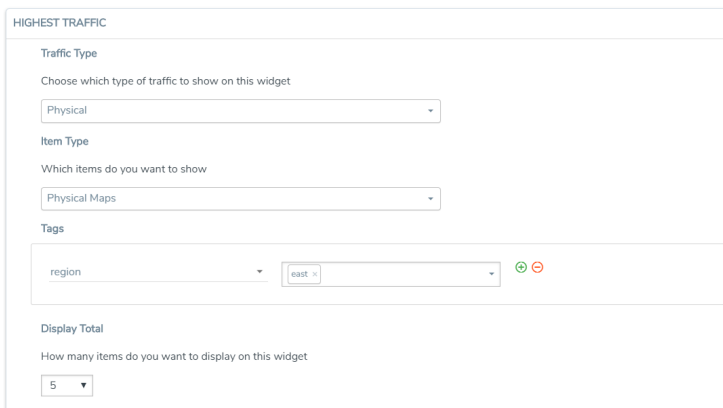 HIGHEST TRAFFIC
Traffic Type
Choose which type of traffic to show on this widget
Physical
Item Type
Which items do you want to show
Physical Maps
Tags
region east ×
Display Total
How many items do you want to display on this widget
5